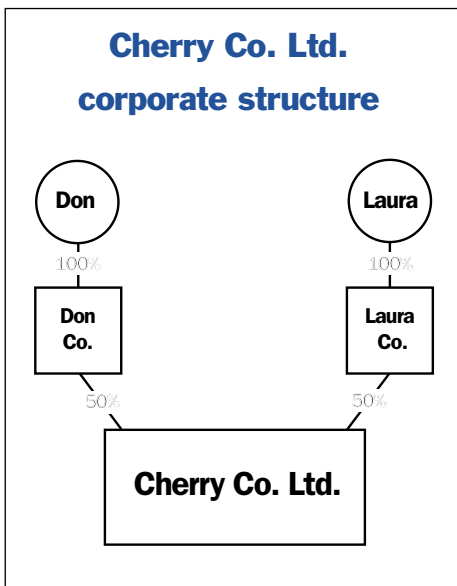 Cherry Co. Ltd.
corporate structure
Don
Laura
100%
100%
Don
Co.
Laura
Co.
50%
50%
Cherry Co. Ltd.